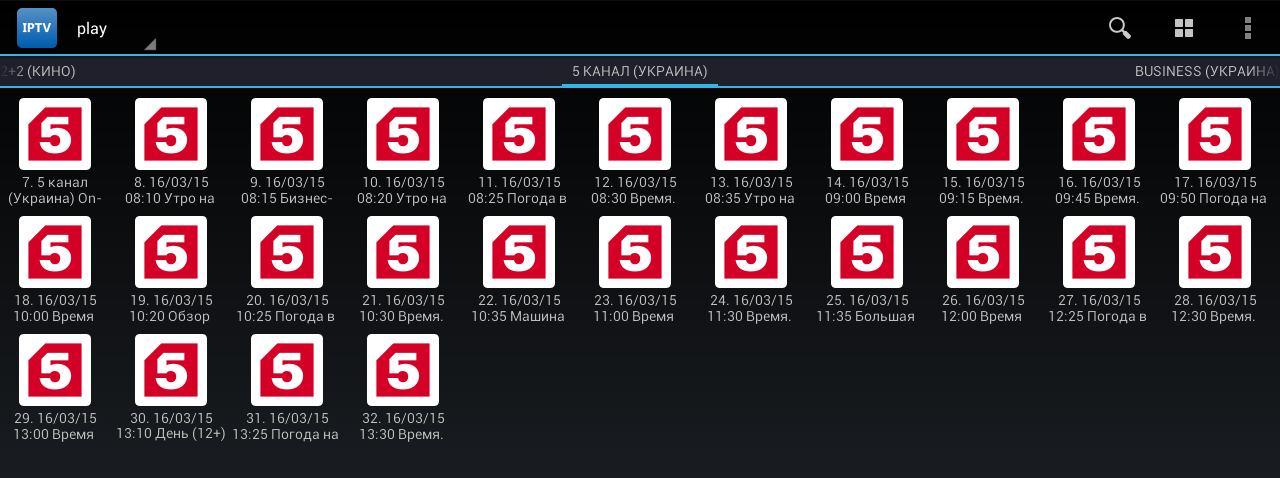 IPTV play
2+2 (КИНО) 5 КАНАЛ (УКРАИНА) BUSINESS (УКРАИНА
5 5 5 5 5 5 5 5 5 5 5
7. 5 канал 8. 16/03/15 9. 16/03/15 10. 16/03/15 11. 16/03/15 12. 16/03/15 13. 16/03/15 14. 16/03/15 15. 16/03/15 16. 16/03/15 17. 16/03/15
(Украина) On- 08:10 Утро на 08:15 Бизнес- 08:20 Утро на 08:25 Погода в 08:30 Время. 08:35 Утро на 09:00 Время 09:15 Время. 09:45 Время. 09:50 Погода на
5 5 5 5 5 5 5 5 5 5 5
18. 16/03/15 19. 16/03/15 20. 16/03/15 21. 16/03/15 22. 16/03/15 23. 16/03/15 24. 16/03/15 25. 16/03/15 26. 16/03/15 27. 16/03/15 28. 16/03/15
10:00 Время 10:20 Обзор 10:25 Погода в 10:30 Время. 10:35 Машина 11:00 Время 11:30 Время. 11:35 Большая 12:00 Время 12:25 Погода в 12:30 Время.
5 5 5 5
29. 16/03/15 30. 16/03/15 31. 16/03/15 32. 16/03/15
13:00 Время 13:10 День (12+) 13:25 Погода на 13:30 Время.